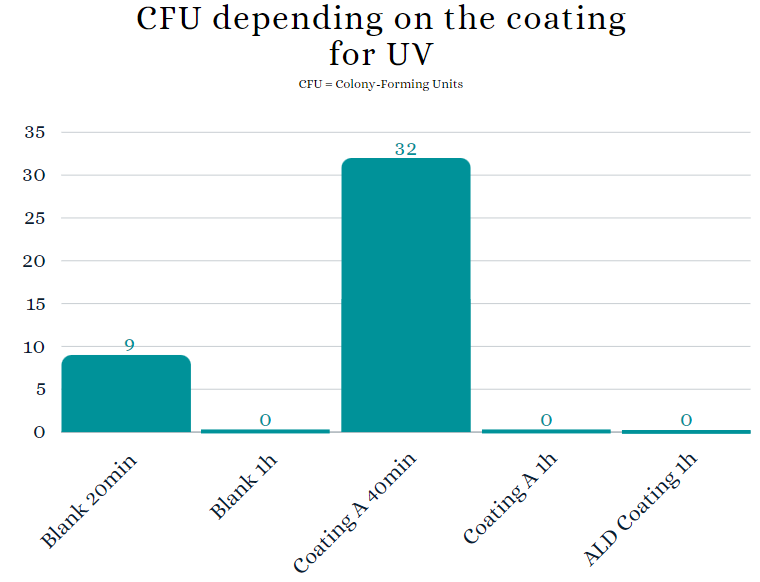 CFU depending on the coating
for UV
CFU = Colony-Forming Units
35
30
25
20
15
10
5
0
9
0
32
0
0
Blank 20min
Blank 1h
Coating A 40min
Coating A 1h
ALD Coating 1h